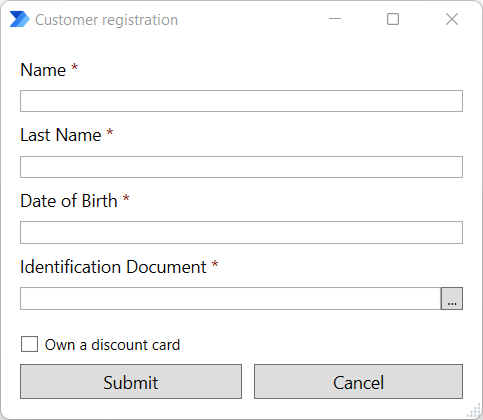 Customer registration
Name *
Last Name *
Date of Birth *
Identification Document *
...
Own a discount card
Submit Cancel